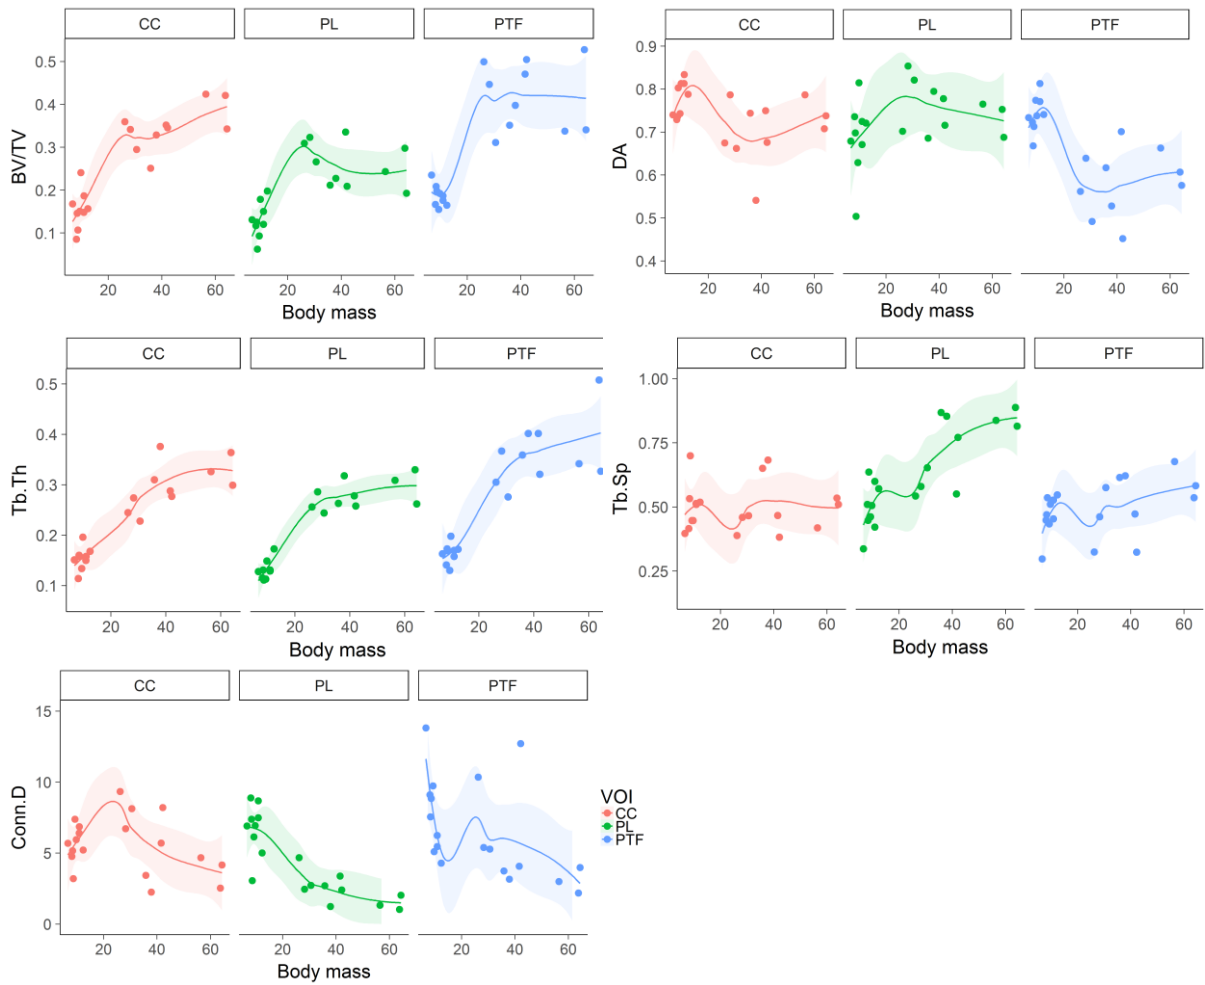 CC PL PTF
BV/TV
0.5
0.4
0.3
0.2
0.1
20 40 60 20 40 60 20 40 60
Body mass
CC PL PTF
DA
0.9
0.8
0.7
0.6
0.5
0.4
20 40 60 20 40 60 20 40 60
Body mass
CC PL PTF
Tb.Th
0.5
0.4
0.3
0.2
0.1
20 40 60 20 40 60 20 40 60
Body mass
CC PL PTF
Tb.Sp
1.00
0.75
0.50
0.25
20 40 60 20 40 60 20 40 60
Body mass
CC PL PTF
Conn.D
15
10
5
0
20 40 60 20 40 60 20 40 60
Body mass
VOI
CC
PL
PTF